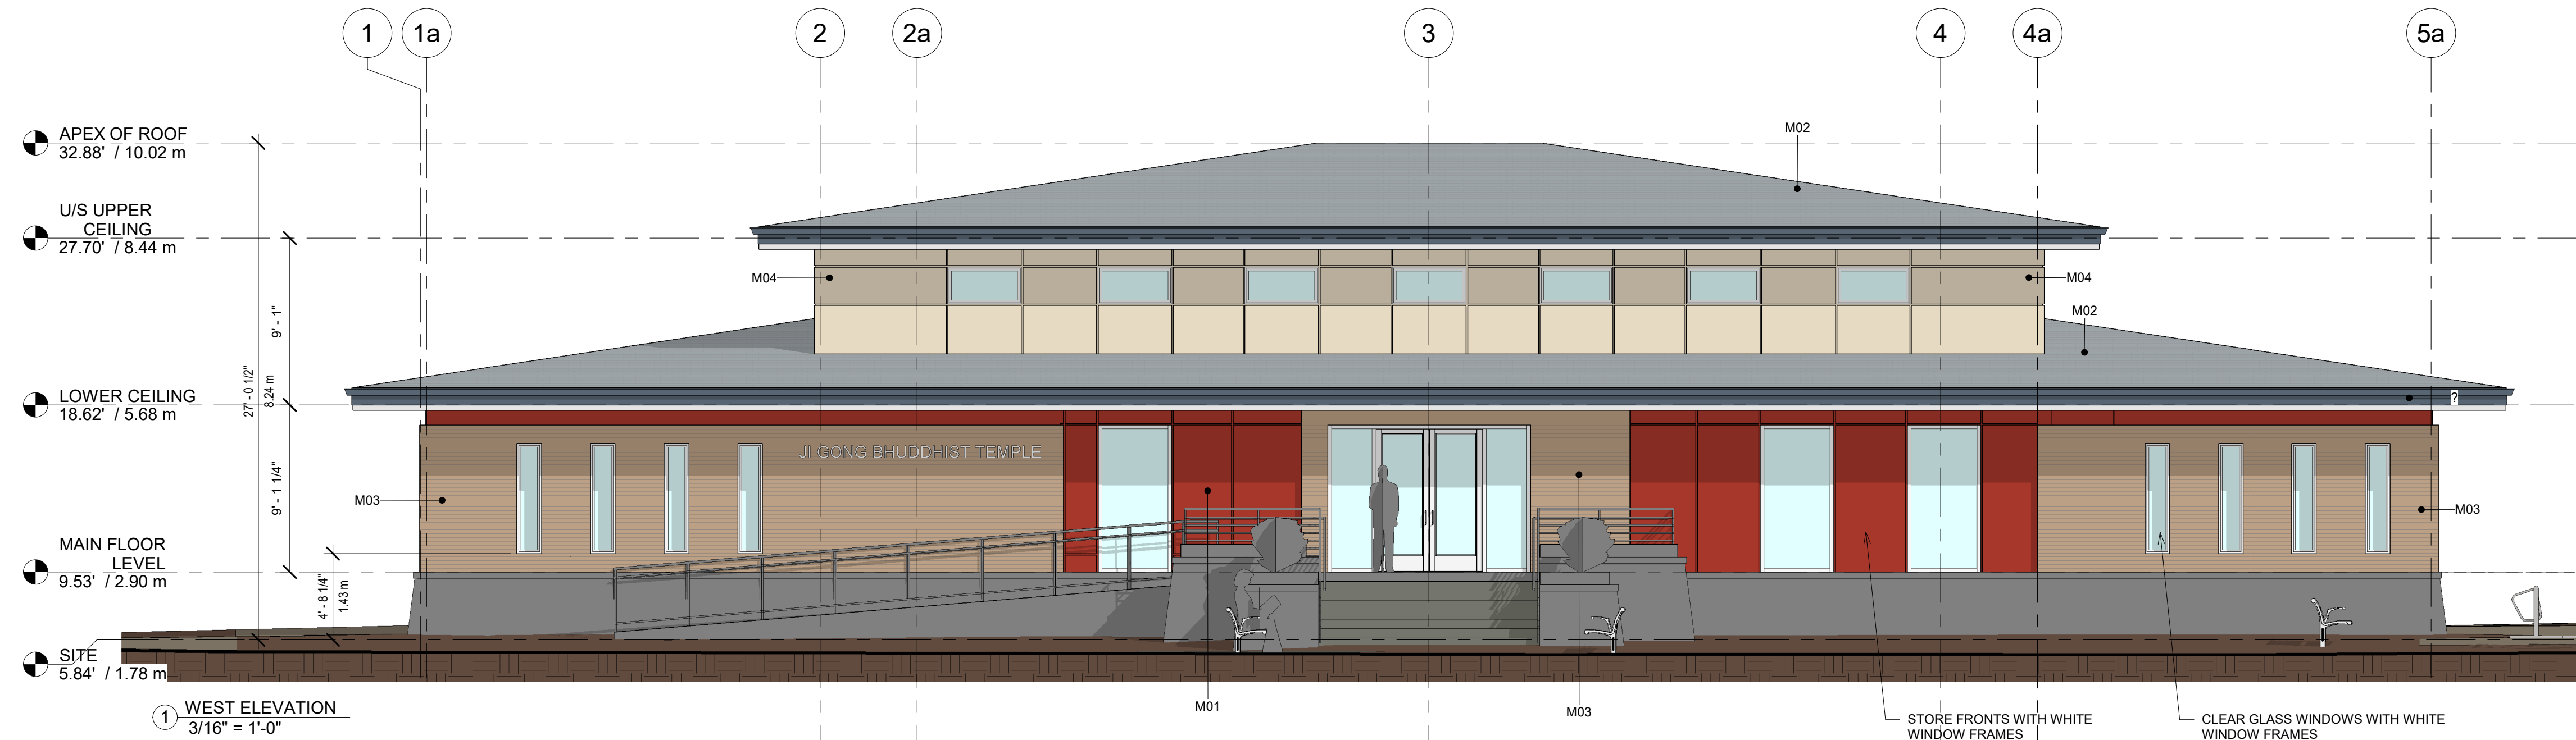 1
1a
2
2a
3
4
4a
5a
APEX OF ROOF
32.88' / 10.02 m
M02
U/S UPPER
CEILING
27.70' / 8.44 m
M04
M04
9' - 1"
M02
27' - 0 1/2"
8.24 m
LOWER CEILING
18.62' / 5.68 m
?
JI GONG BHUDDHIST TEMPLE
9' - 1 1/4"
M03
M03
MAIN FLOOR
LEVEL
9.53' / 2.90 m
4' - 8 1/4"
1.43 m
SITE
5.84' / 1.78 m
1
WEST ELEVATION
3/16" = 1'-0"
M01
M03
STORE FRONTS WITH WHITE
WINDOW FRAMES
CLEAR GLASS WINDOWS WITH WHITE
WINDOW FRAMES